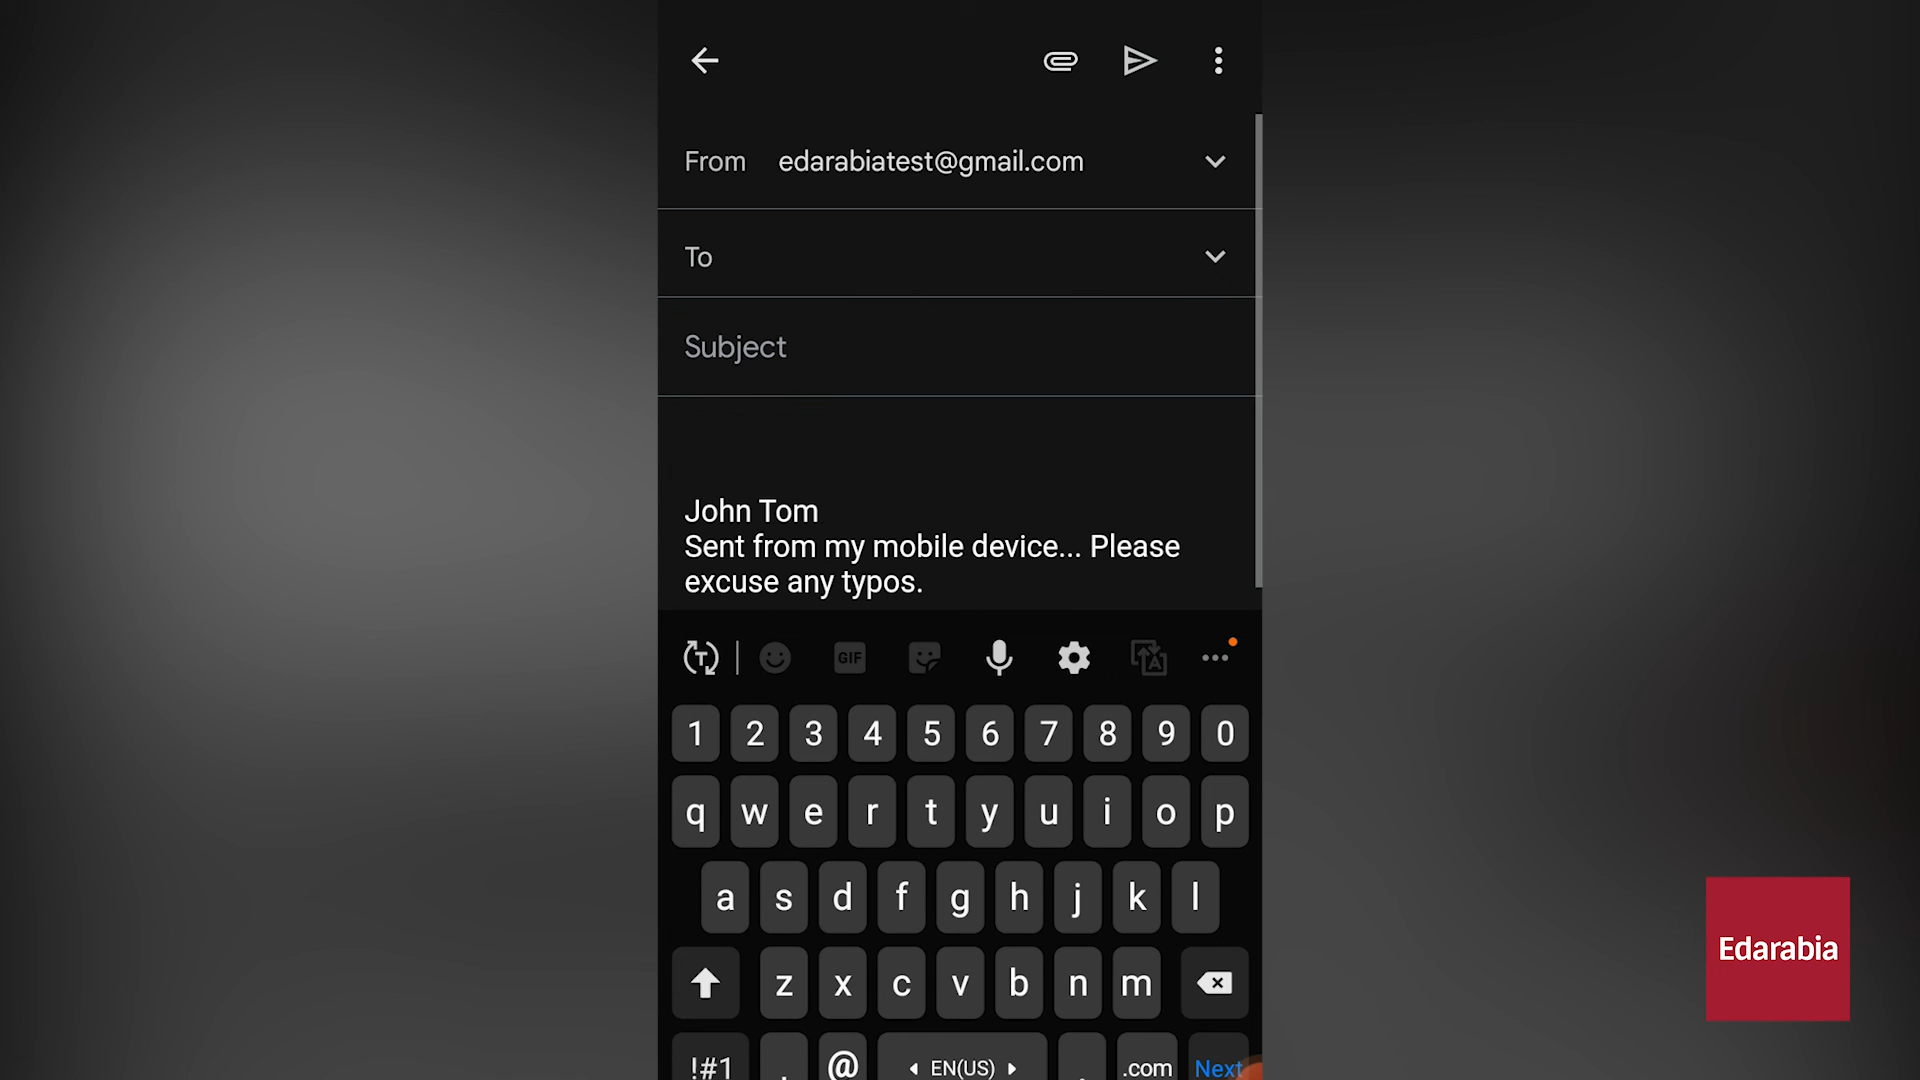 From edarabiatest@gmail.com
To
Subject
John Tom
Sent from my mobile device... Please
excuse any typos.
GIF
1 2 3 4 5 6 7 8 9 0
q w e r t y u i o p
a s d f g h j k l
z x c v b n m
!#1 , @ EN(US) . .com Next
Edarabia